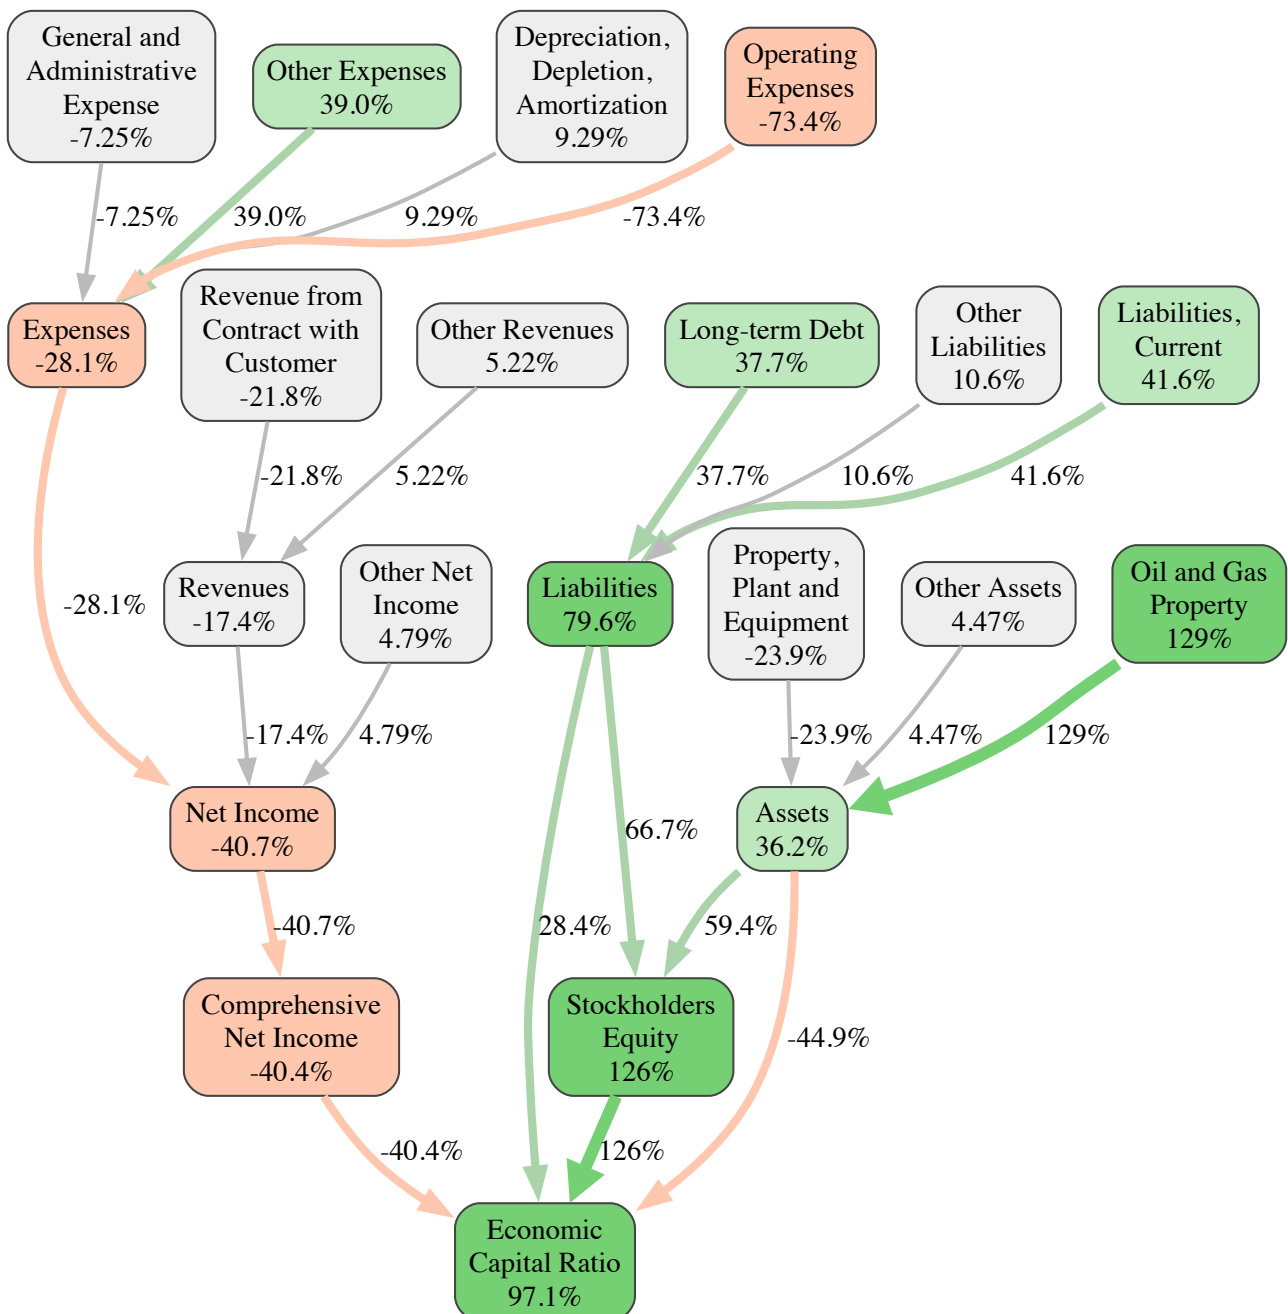 General and
Administrative
Expense
-7.25%
Other Expenses
39.0%
Depreciation,
Depletion,
Amortization
9.29%
Operating
Expenses
-73.4%
-7.25%
39.0%
9.29%
-73.4%
Expenses
-28.1%
Revenue from
Contract with
Customer
-21.8%
Other Revenues
5.22%
Long-term Debt
37.7%
Other
Liabilities
10.6%
Liabilities,
Current
41.6%
-21.8%
5.22%
37.7%
10.6%
41.6%
-28.1%
Revenues
-17.4%
Other Net
Income
4.79%
Liabilities
79.6%
Property,
Plant and
Equipment
-23.9%
Other Assets
4.47%
Oil and Gas
Property
129%
-17.4%
4.79%
-23.9%
4.47%
129%
Net Income
-40.7%
66.7%
Assets
36.2%
-40.7%
28.4%
59.4%
Comprehensive
Net Income
-40.4%
Stockholders
Equity
126%
-44.9%
-40.4%
126%
Economic
Capital Ratio
97.1%